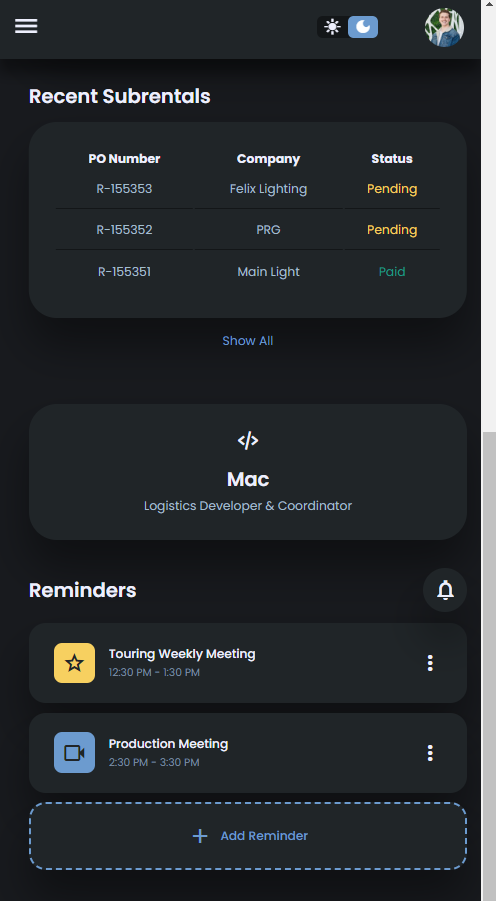 Recent Subrentals
PO Number Company Status
R-155353 Felix Lighting Pending
R-155352 PRG Pending
R-155351 Main Light Paid
Show All
</>
Mac
Logistics Developer & Coordinator
Reminders
Touring Weekly Meeting
12:30 PM - 1:30 PM
Production Meeting
2:30 PM - 3:30 PM
+ Add Reminder